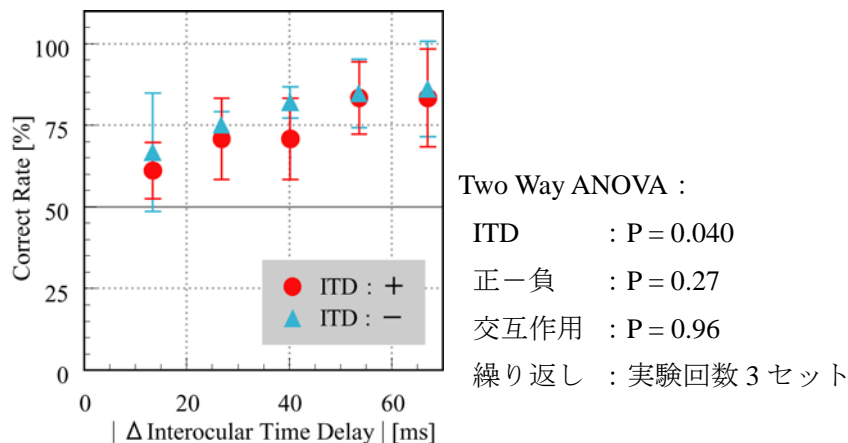 Correct Rate [%]
100
75
50
25
0
ITD : +
ITD : −
0 20 40 60
| Δ Interocular Time Delay | [ms]
Two Way ANOVA :
ITD : P = 0.040
正－負 : P = 0.27
交互作用 : P = 0.96
繰り返し : 実験回数 3 セット